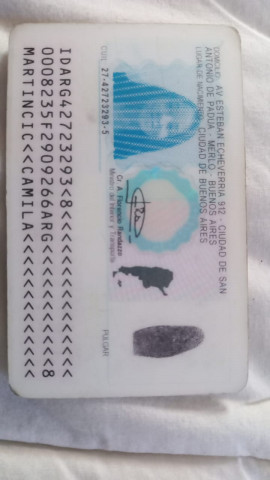 DOMICILIO: AV ESTEBAN ECHEVERRIA 912 - CIUDAD DE SAN
ANTONIO DE PADUA - MERLO - BUENOS AIRES
LUGAR DE NACIMIENTO: CIUDAD DE BUENOS AIRES
Cr. A. Florencio Randazzo
Ministro del Interior y Transporte
PULGAR
CUIL: 27-42723293-5
IDARG42723293<8<<<<<<<<<<<<<<<
0008235F2909266ARG<<<<<<<<<<<8
MARTINCIC<<CAMILA<<<<<<<<<<<<<